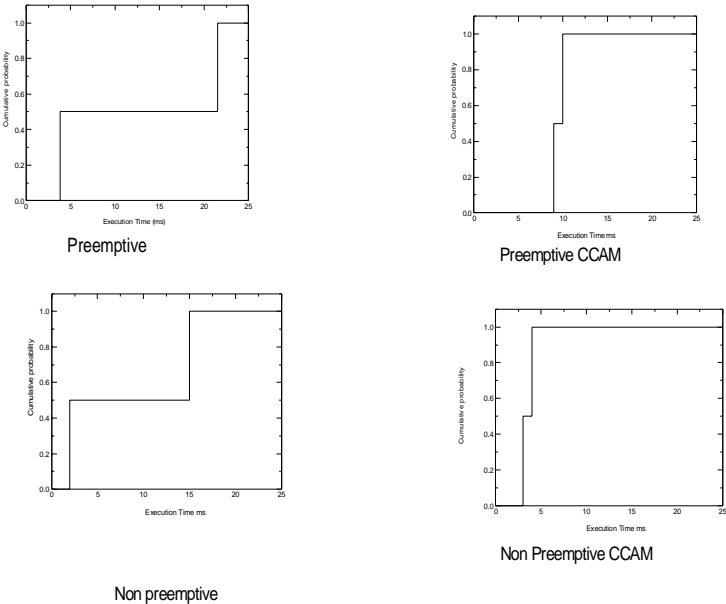 1.0
0.8
0.6
0.4
0.2
0.0
Cumulative probability
0 5 10 15 20 25
Execution Time (ms)
Preemptive
1.0
0.8
0.6
0.4
0.2
0.0
Cumulative probability
0 5 10 15 20 25
Execution Time ms
Preemptive CCAM
1.0
0.8
0.6
0.4
0.2
0.0
Cumulative probability
0 5 10 15 20 25
Execution Time ms
Non preemptive
1.0
0.8
0.6
0.4
0.2
0.0
Cumulative probability
0 5 10 15 20 25
Execution Time ms
Non Preemptive CCAM